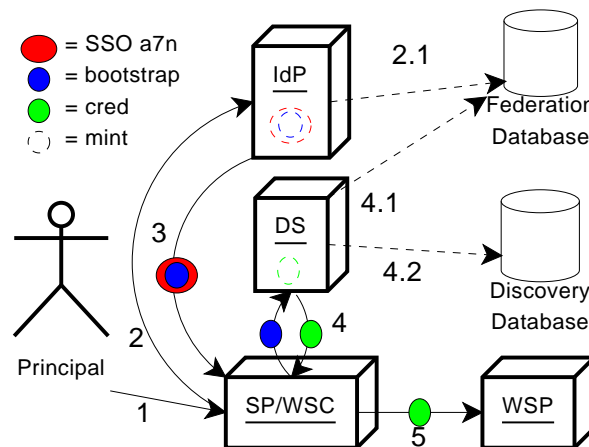 = SSO a7n
= bootstrap
= cred
= mint
IdP
2.1
Federation
Database
DS
4.1
4.2
Discovery
Database
3
2
4
Principal
1
SP/WSC
5
WSP